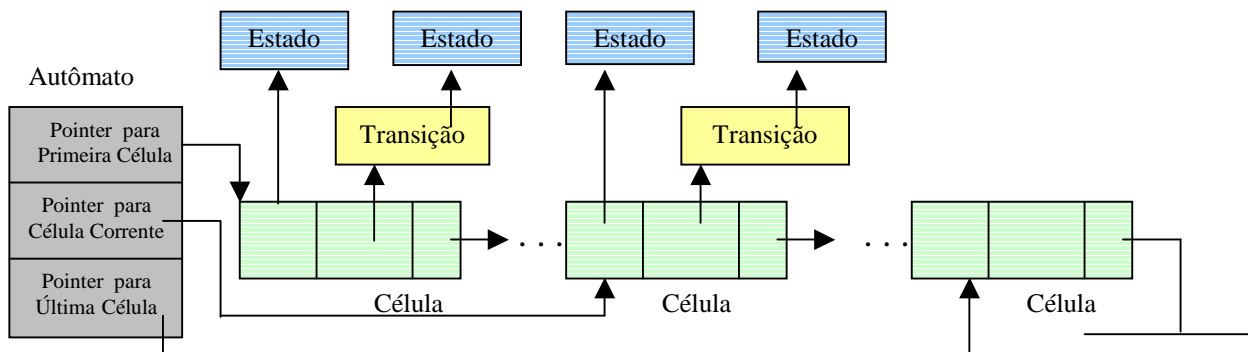 Estado
Estado
Estado
Estado
Autômato
Pointer para
Primeira Célula
Transição
Transição
Pointer para
Célula Corrente
. . .
. . .
Pointer para
Última Célula
Célula
Célula
Célula